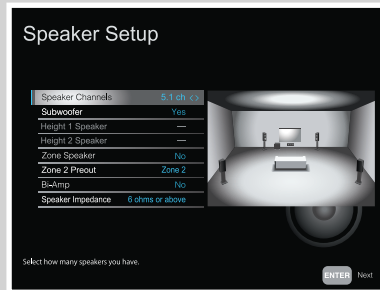 Speaker Setup
Speaker Channels 5.1 ch <>
Subwoofer Yes
Height 1 Speaker ---
Height 2 Speaker ---
Zone Speaker No
Zone 2 Preout Zone 2
Bi-Amp No
Speaker Impedance 6 ohms or above
Select how many speakers you have.
ENTER Next